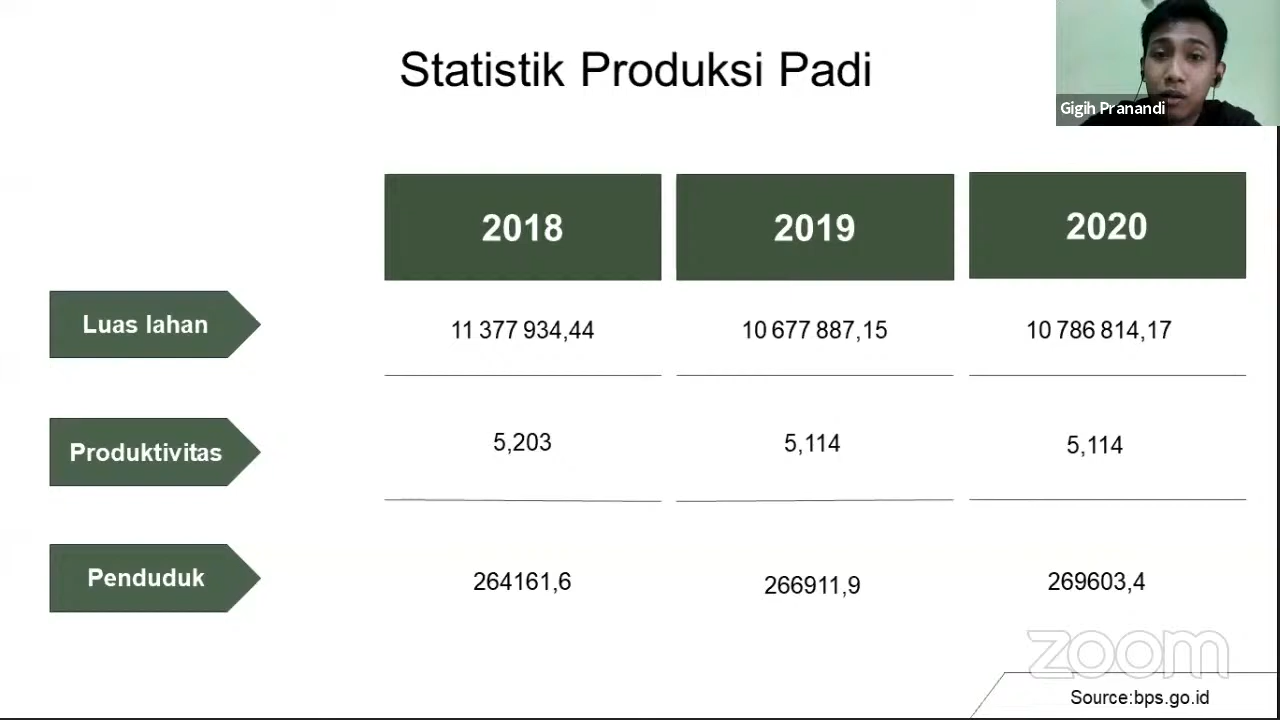 Statistik Produksi Padi
Gigih Pranandi
2018 2019 2020
Luas lahan 11 377 934,44 10 677 887,15 10 786 814,17
Produktivitas 5,203 5,114 5,114
Penduduk 264161,6 266911,9 269603,4
zoom
Source:bps.go.id